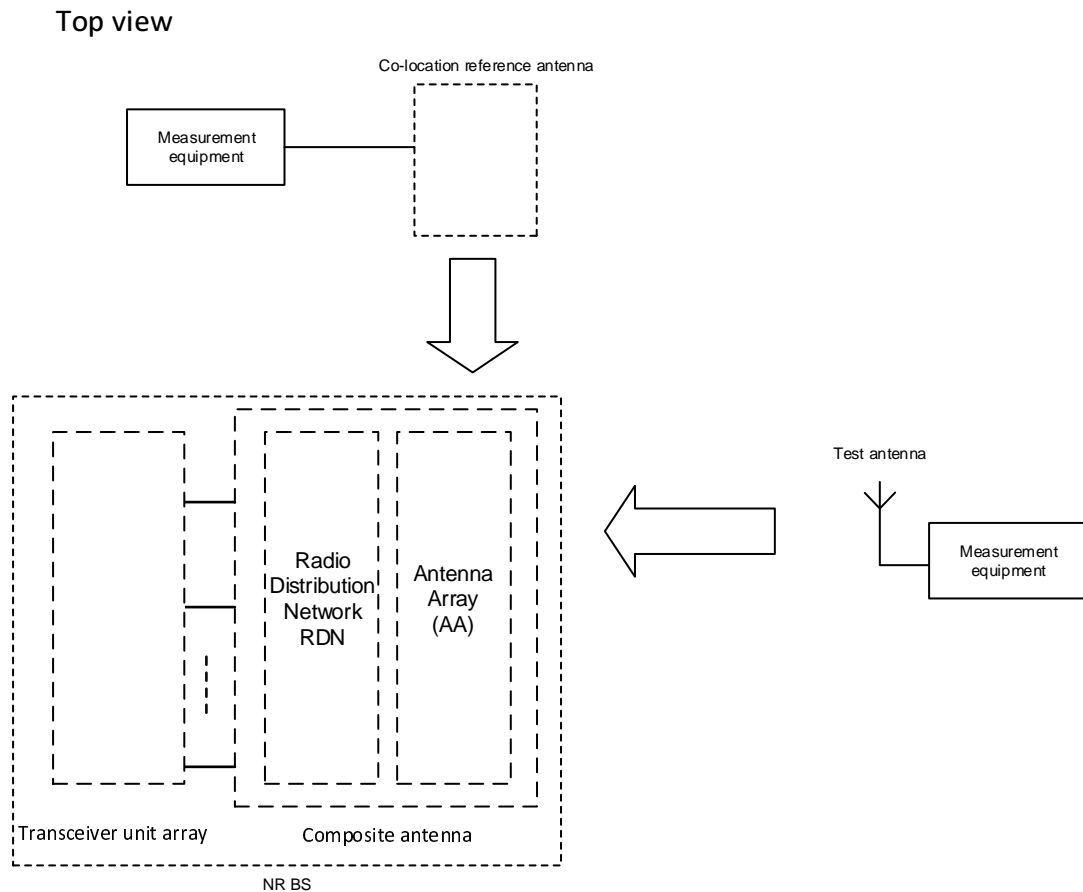 Top view
Co-location reference antenna
Measurement
equipment
Test antenna
Measurement
equipment
Radio
Distribution
Network
RDN
Antenna
Array
(AA)
Transceiver unit array
Composite antenna
NR BS